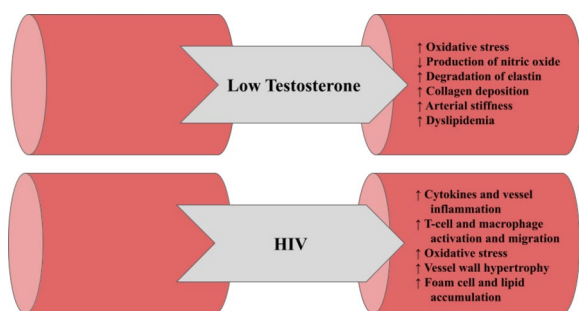 Low Testosterone
↑ Oxidative stress
↓ Production of nitric oxide
↑ Degradation of elastin
↑ Collagen deposition
↑ Arterial stiffness
↑ Dyslipidemia
HIV
↑ Cytokines and vessel
inflammation
↑ T-cell and macrophage
activation and migration
↑ Oxidative stress
↑ Vessel wall hypertrophy
↑ Foam cell and lipid
accumulation